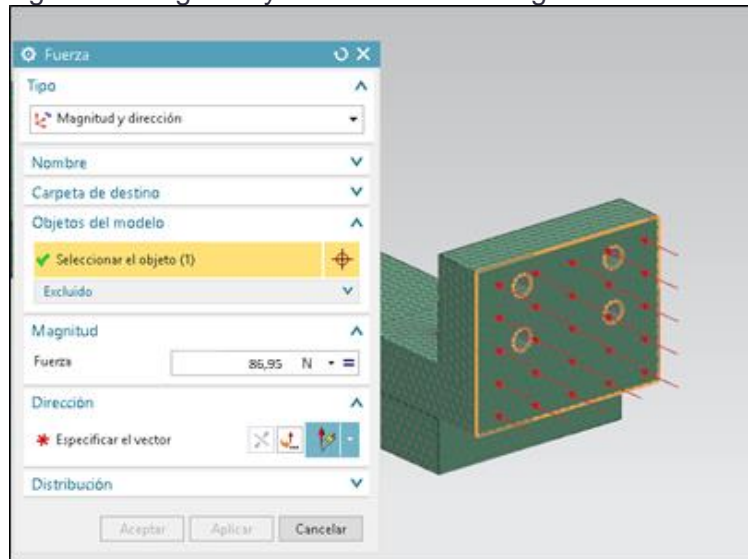 Fuerza
Tipo
Magnitud y dirección
Nombre
Carpeta de destino
Objetos del modelo
Seleccionar el objeto (1)
Excluido
Magnitud
Fuerza 86,95 N
Dirección
Especificar el vector
Distribución
Aceptar Aplicar Cancelar